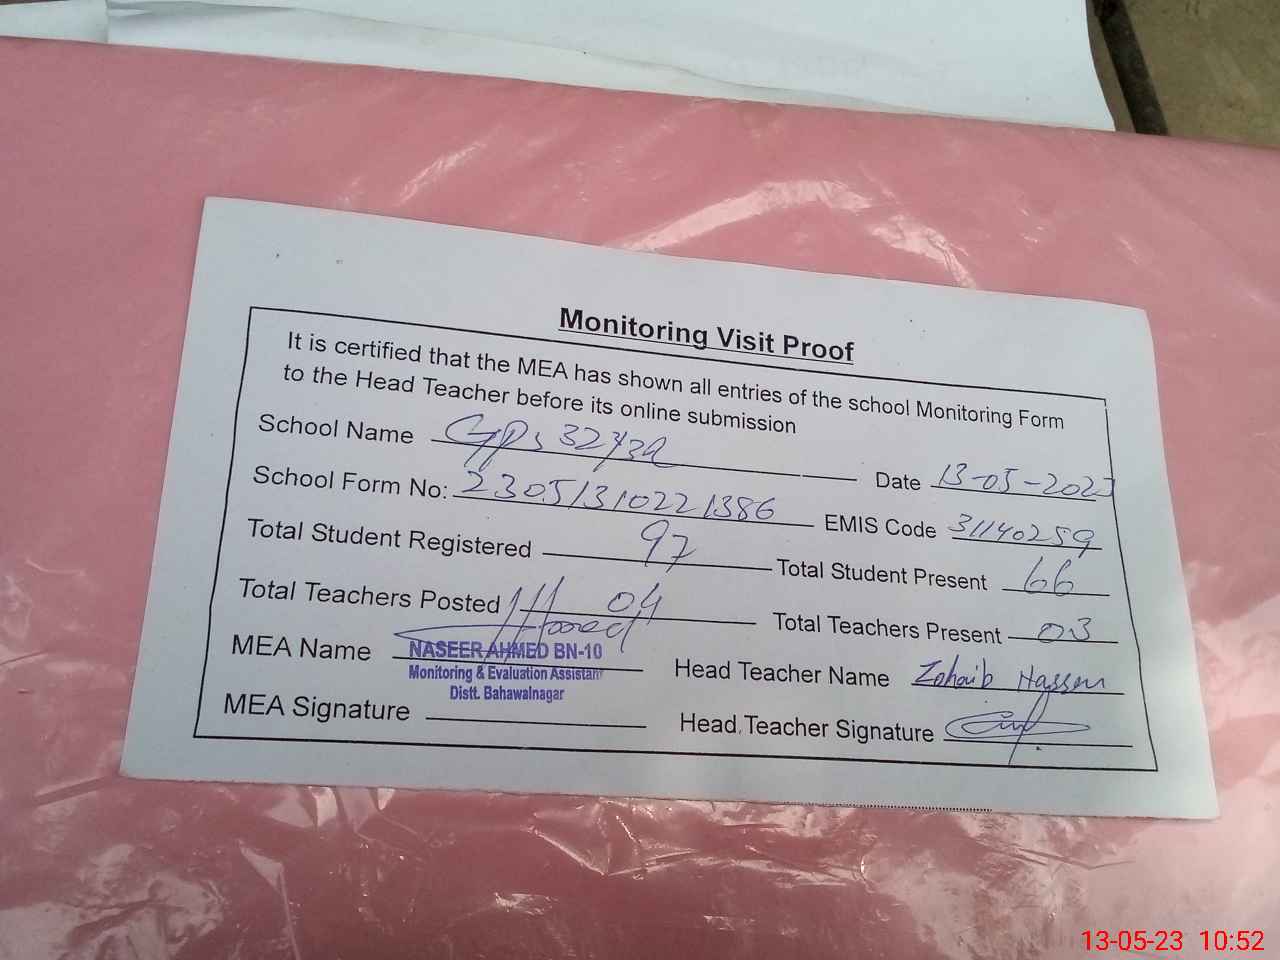 Monitoring Visit Proof
It is certified that the MEA has shown all entries of the school Monitoring Form
to the Head Teacher before its online submission
School Name GPS 324/3R Date 13-05-2023
School Form No: 23051310221386 EMIS Code 31140259
Total Student Registered 97 Total Student Present 66
Total Teachers Posted 04 Total Teachers Present 03
MEA Name NASEER AHMED BN-10 Head Teacher Name Zohaib Hassan
Monitoring & Evaluation Assistant
Distt. Bahawalnagar
MEA Signature Head Teacher Signature
13-05-23 10:52